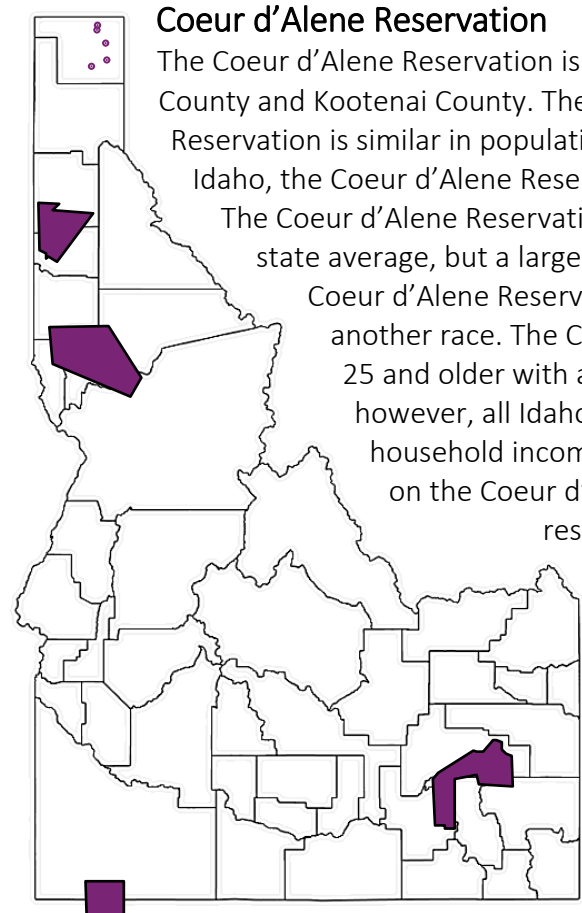 Coeur d’Alene Reservation
The Coeur d’Alene Reservation is
County and Kootenai County. The
Reservation is similar in populati
Idaho, the Coeur d’Alene Rese
The Coeur d’Alene Reservati
state average, but a large
Coeur d’Alene Reserv
another race. The C
25 and older with a
however, all Idaho
household incom
on the Coeur d’
res